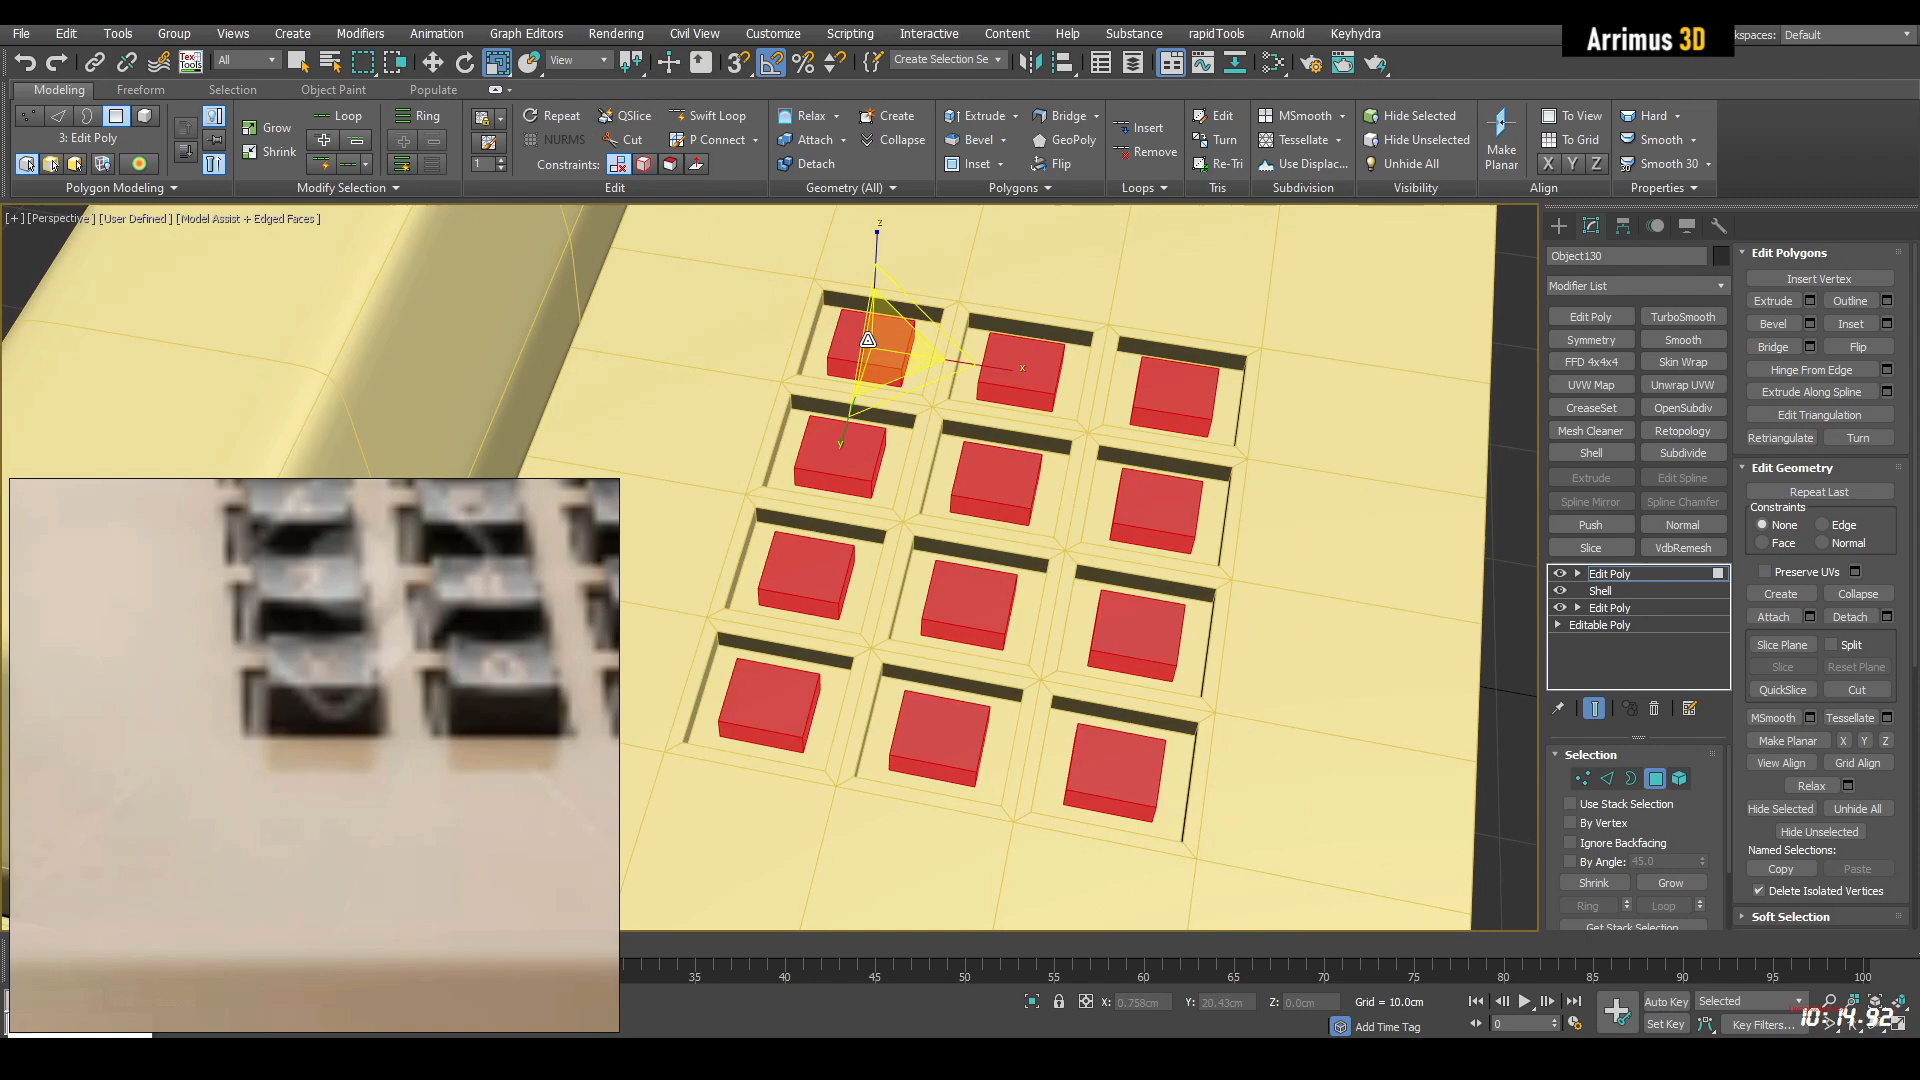 File Edit Tools Group Views Create Modifiers Animation Graph Editors Rendering Civil View Customize Scripting Interactive Content Help Substance rapidTools Arnold Keyhydra
Arrimus 3D
kspaces: Default
All View Create Selection Se
Modeling Freeform Selection Object Paint Populate
3: Edit Poly
Grow Loop Ring Repeat QSlice Swift Loop Relax Create Extrude Bridge Insert Edit MSmooth Hide Selected To View Hard
NURMS Cut P Connect Attach Collapse Bevel GeoPoly Turn Tessellate Hide Unselected Make Planar To Grid Smooth
Shrink 1 Constraints: Detach Inset Flip Remove Re-Tri Use Displac... Unhide All X Y Z Smooth 30
Polygon Modeling Modify Selection Edit Geometry (All) Polygons Loops Tris Subdivision Visibility Align Properties
[+] [Perspective] [User Defined] [Model Assist + Edged Faces]
z
x
y
Object130
Modifier List
Edit Poly TurboSmooth
Symmetry Smooth
FFD 4x4x4 Skin Wrap
UVW Map Unwrap UVW
CreaseSet OpenSubdiv
Mesh Cleaner Retopology
Shell Subdivide
Extrude Edit Spline
Spline Mirror Spline Chamfer
Push Normal
Slice VdbRemesh
Edit Poly
Shell
Edit Poly
Editable Poly
Selection
Use Stack Selection
By Vertex
Ignore Backfacing
By Angle: 45.0
Shrink Grow
Ring Loop
Get Stack Selection
Edit Polygons
Insert Vertex
Extrude Outline
Bevel Inset
Bridge Flip
Hinge From Edge
Extrude Along Spline
Edit Triangulation
Retriangulate Turn
Edit Geometry
Repeat Last
Constraints
None Edge
Face Normal
Preserve UVs
Create Collapse
Attach Detach
Slice Plane Split
Slice Reset Plane
QuickSlice Cut
MSmooth Tessellate
Make Planar X Y Z
View Align Grid Align
Relax
Hide Selected Unhide All
Hide Unselected
Named Selections:
Copy Paste
Delete Isolated Vertices
Soft Selection
35 40 45 50 55 60 65 70 75 80 85 90 95 100
X: 0.758cm Y: 20.43cm Z: 0.0cm Grid = 10.0cm
Add Time Tag
0
Auto Key Selected
Set Key Key Filters...
10:14.92